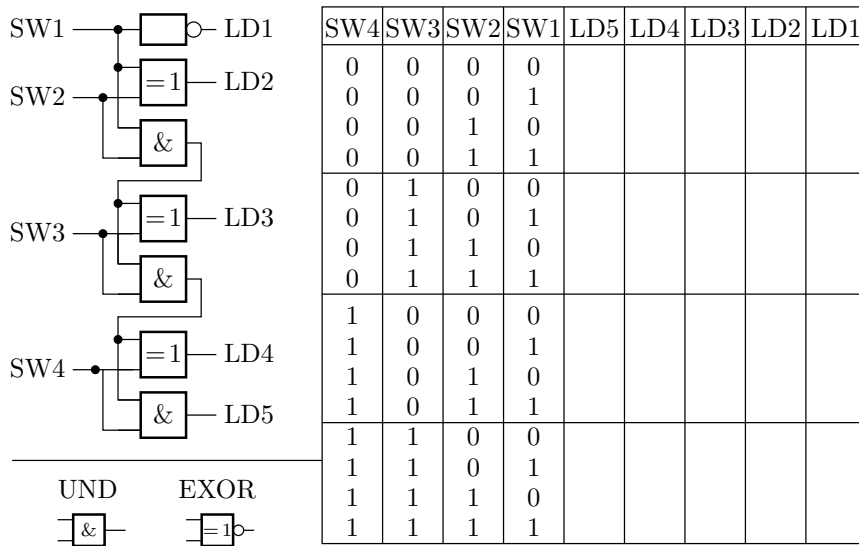 SW1 LD1
=1 LD2
SW2
&
=1 LD3
SW3
&
=1 LD4
SW4
& LD5
UND EXOR
& =1
SW4 SW3 SW2 SW1 LD5 LD4 LD3 LD2 LD1
0 0 0 0
0 0 0 1
0 0 1 0
0 0 1 1
0 1 0 0
0 1 0 1
0 1 1 0
0 1 1 1
1 0 0 0
1 0 0 1
1 0 1 0
1 0 1 1
1 1 0 0
1 1 0 1
1 1 1 0
1 1 1 1